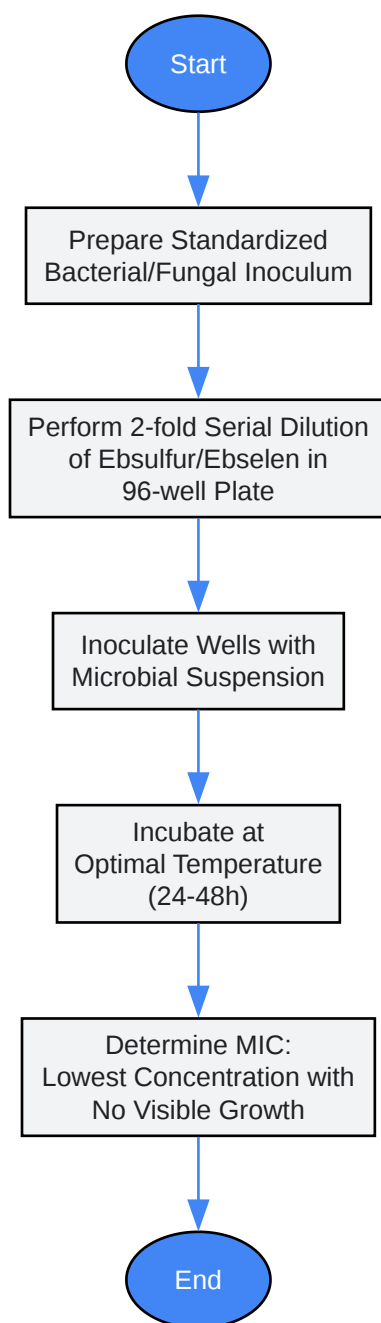 Start
Prepare Standardized
Bacterial/Fungal Inoculum
Perform 2-fold Serial Dilution
of Ebsulfur/Ebselen in
96-well Plate
Inoculate Wells with
Microbial Suspension
Incubate at
Optimal Temperature
(24-48h)
Determine MIC:
Lowest Concentration with
No Visible Growth
End